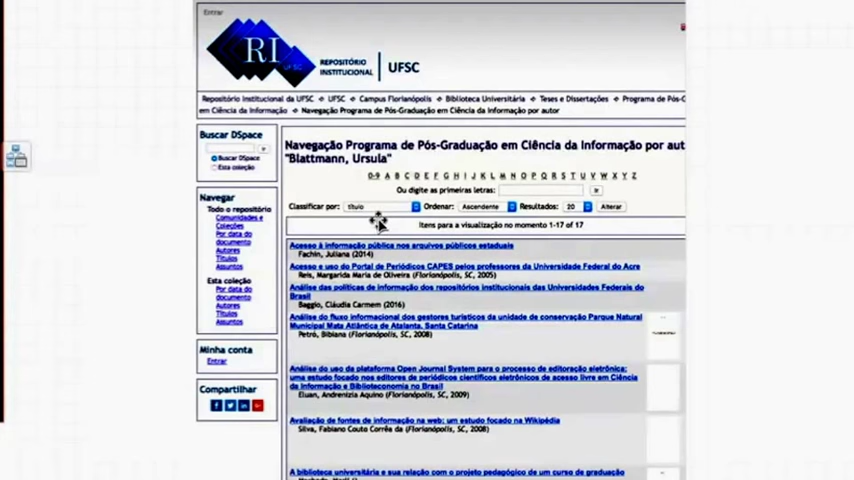 Entrar
RI
UFSC
REPOSITÓRIO
INSTITUCIONAL
UFSC
Repositório Institucional da UFSC ❖ UFSC ❖ Campus Florianópolis ❖ Biblioteca Universitária ❖ Teses e Dissertações ❖ Programa de Pós-G
em Ciência da Informação ❖ Navegação Programa de Pós-Graduação em Ciência da Informação por autor
Buscar DSpace
Buscar DSpace
Esta coleção
Navegar
Todo o repositório
Comunidades e
Coleções
Por data do
documento
Autores
Títulos
Assuntos
Esta coleção
Por data do
documento
Autores
Títulos
Assuntos
Minha conta
Entrar
Compartilhar
Navegação Programa de Pós-Graduação em Ciência da Informação por aut
"Blattmann, Ursula"
0-9 A B C D E F G H I J K L M N O P Q R S T U V W X Y Z
Ou digite as primeiras letras:
Classificar por: título Ordenar: Ascendente Resultados: 20 Alterar
Itens para a visualização no momento 1-17 of 17
Acesso à informação pública nos arquivos públicos estaduais
Fachin, Juliana (2014)
Acesso e uso do Portal de Periódicos CAPES pelos professores da Universidade Federal do Acre
Reis, Margarida Maria de Oliveira (Florianópolis, SC, 2005)
Análise das políticas de informação dos repositórios institucionais das Universidades Federais do
Brasil
Baggio, Cláudia Carmem (2016)
Análise do fluxo informacional dos gestores turísticos da unidade de conservação Parque Natural
Municipal Mata Atlântica de Atalanta, Santa Catarina
Petró, Bibiana (Florianópolis, SC, 2008)
Análise do uso da plataforma Open Journal System para o processo de editoração eletrônica:
uma estudo focado nos editores de periódicos científicos eletrônicos de acesso livre em Ciência
da Informação e Biblioteconomia no Brasil
Eluan, Andrenizia Aquino (Florianópolis, SC, 2009)
Avaliação de fontes de informação na web: um estudo focado na Wikipédia
Silva, Fabiano Couto Corrêa da (Florianópolis, SC, 2008)
A biblioteca universitária e sua relação com o projeto pedagógico de um curso de graduação